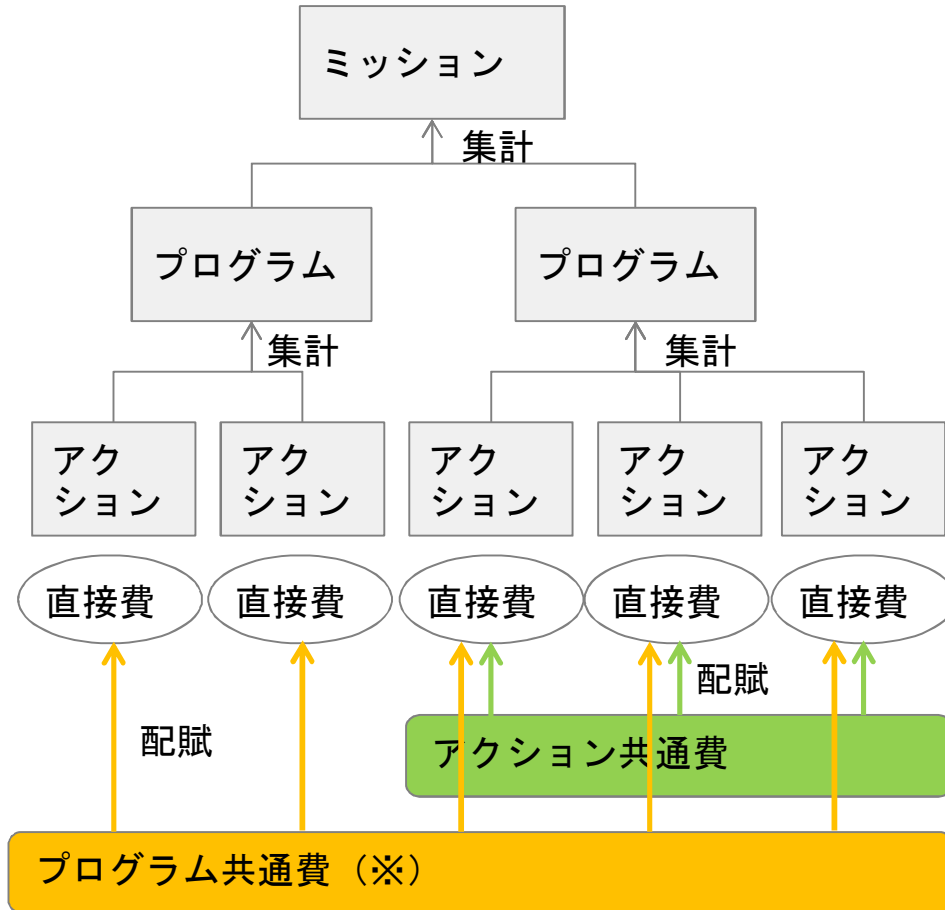 ミッション
集計
プログラム
プログラム
集計
集計
アク
ション
アク
ション
アク
ション
アク
ション
アク
ション
直接費
直接費
直接費
直接費
直接費
配賦
配賦
アクション共通費
プログラム共通費（※）